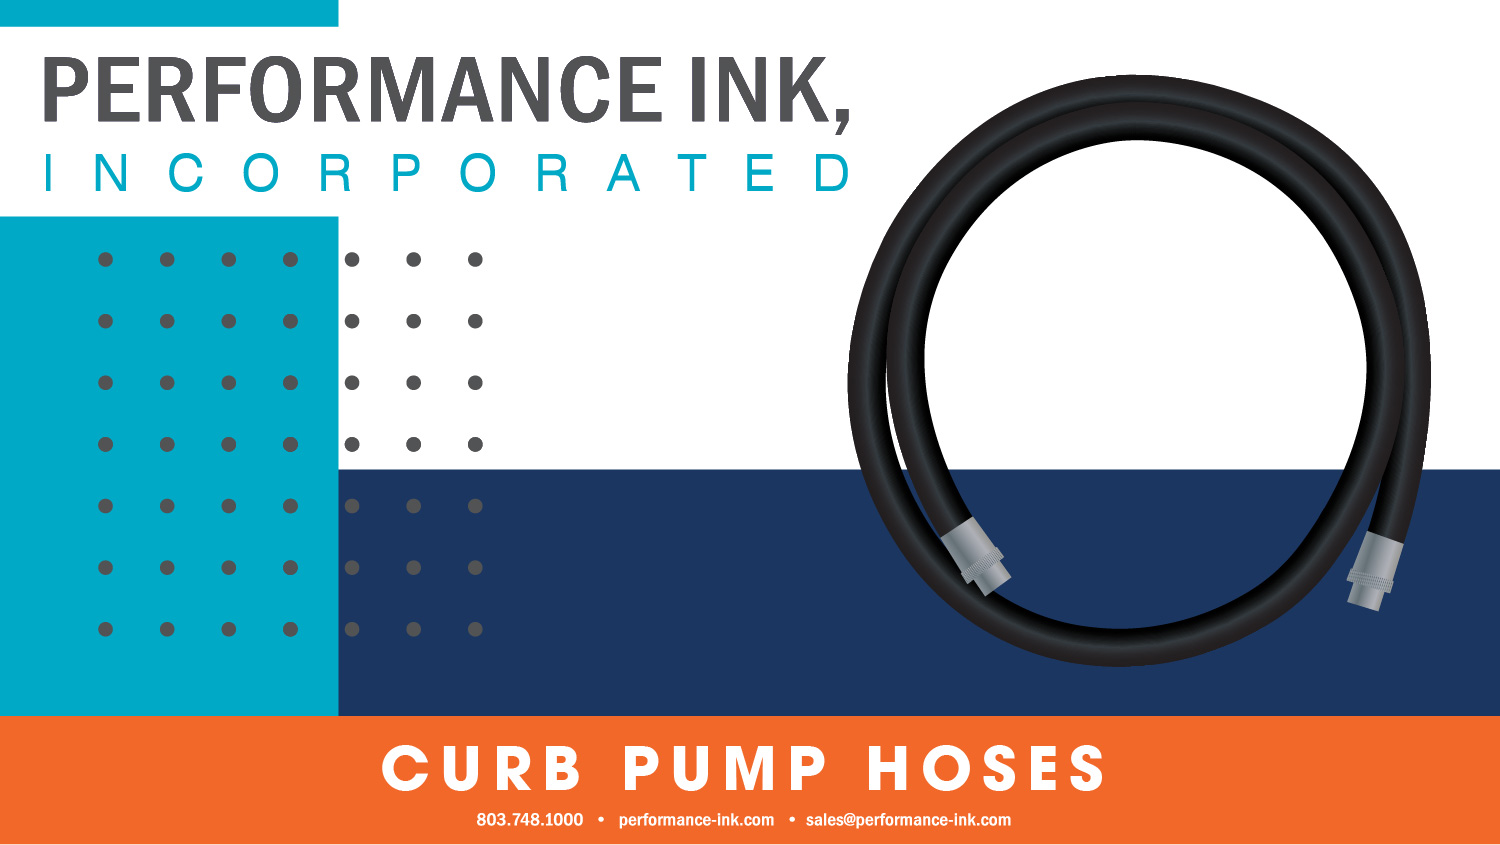 PERFORMANCE INK,
INCORPORATED
CURB PUMP HOSES
803.748.1000 • performance-ink.com • sales@performance-ink.com